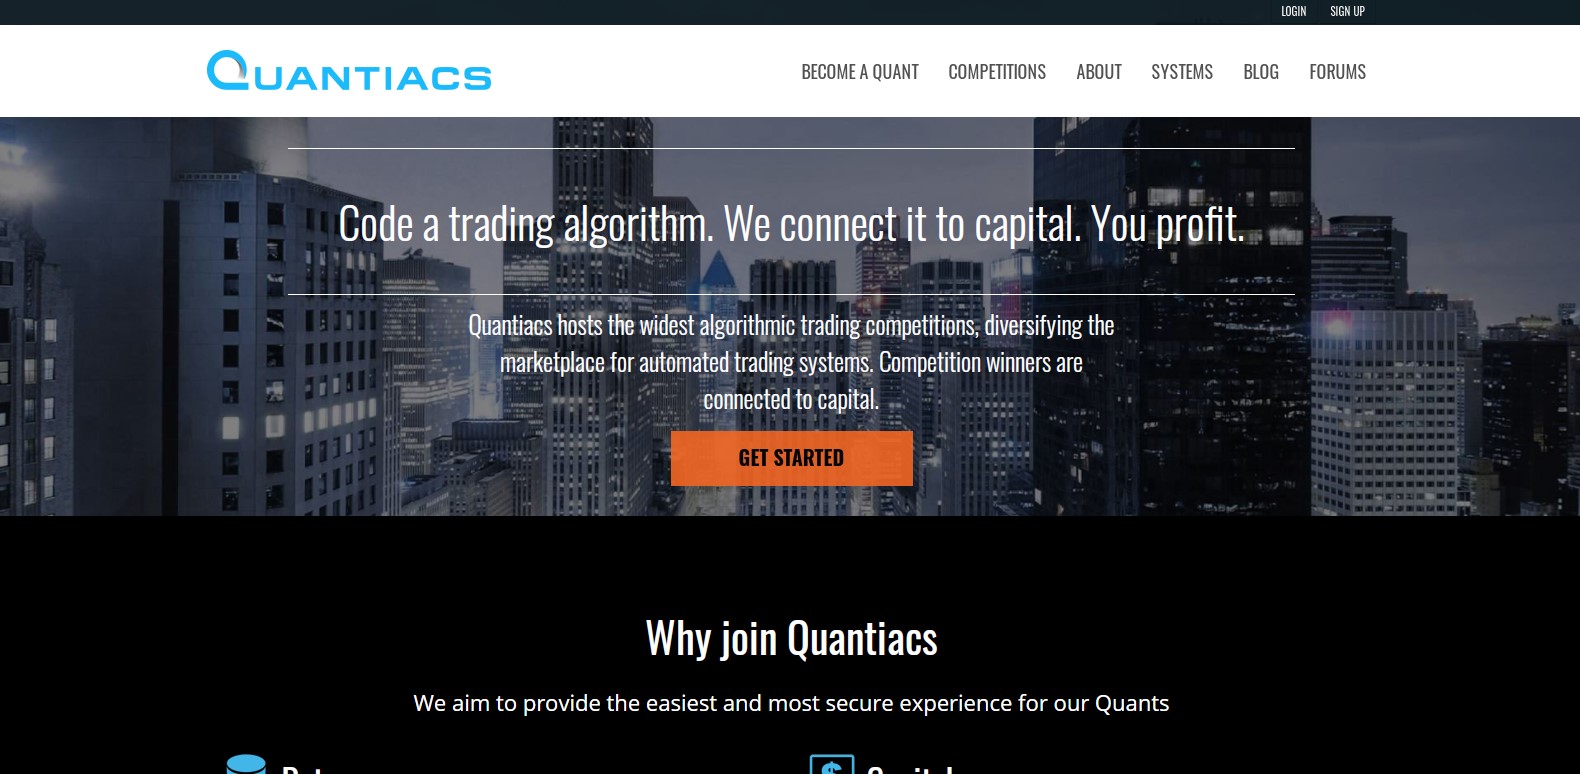 LOGIN SIGN UP
QUANTIACS
BECOME A QUANT COMPETITIONS ABOUT SYSTEMS BLOG FORUMS
Code a trading algorithm. We connect it to capital. You profit.
Quantiacs hosts the widest algorithmic trading competitions, diversifying the
marketplace for automated trading systems. Competition winners are
connected to capital.
GET STARTED
Why join Quantiacs
We aim to provide the easiest and most secure experience for our Quants